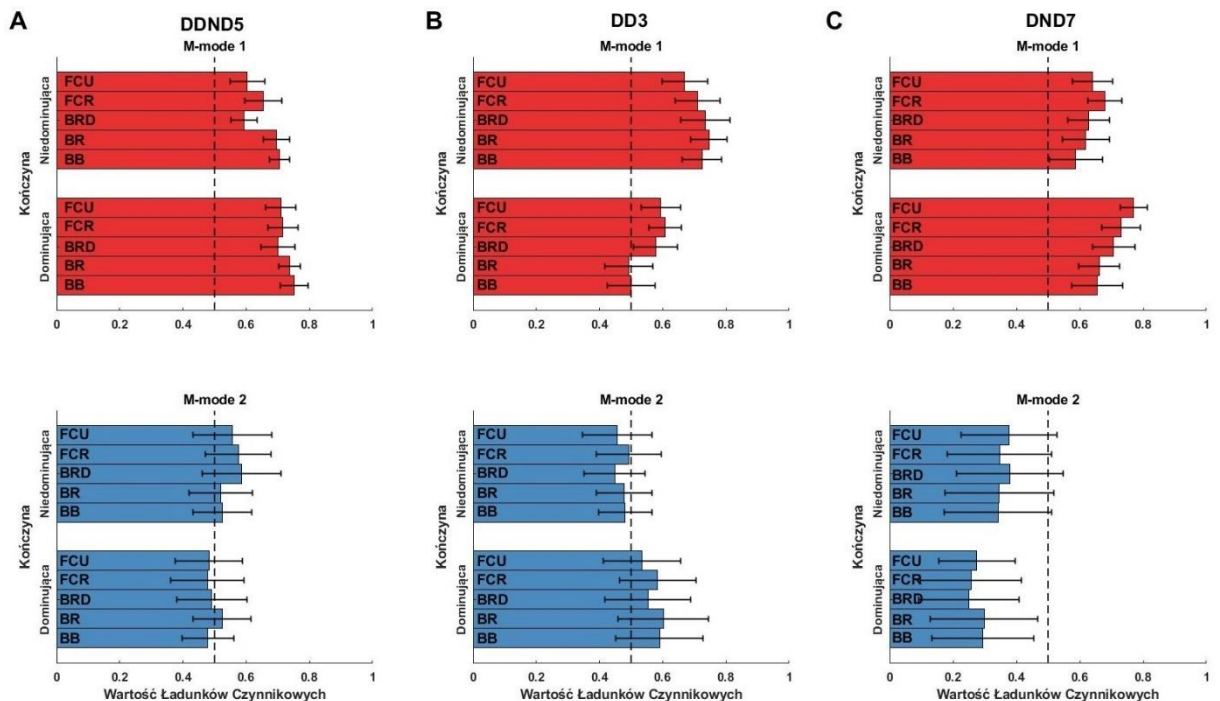 A
DDND5
M-mode 1
Kończyna
Niedominująca
FCU
FCR
BRD
BR
BB
Dominująca
FCU
FCR
BRD
BR
BB
0 0.2 0.4 0.6 0.8 1
M-mode 2
Kończyna
Niedominująca
FCU
FCR
BRD
BR
BB
Dominująca
FCU
FCR
BRD
BR
BB
0 0.2 0.4 0.6 0.8 1
Wartość Ładunków Czynnikowych
B
DD3
M-mode 1
Kończyna
Niedominująca
FCU
FCR
BRD
BR
BB
Dominująca
FCU
FCR
BRD
BR
BB
0 0.2 0.4 0.6 0.8 1
M-mode 2
Kończyna
Niedominująca
FCU
FCR
BRD
BR
BB
Dominująca
FCU
FCR
BRD
BR
BB
0 0.2 0.4 0.6 0.8 1
Wartość Ładunków Czynnikowych
C
DND7
M-mode 1
Kończyna
Niedominująca
FCU
FCR
BRD
BR
BB
Dominująca
FCU
FCR
BRD
BR
BB
0 0.2 0.4 0.6 0.8 1
M-mode 2
Kończyna
Niedominująca
FCU
FCR
BRD
BR
BB
Dominująca
FCU
FCR
BRD
BR
BB
0 0.2 0.4 0.6 0.8 1
Wartość Ładunków Czynnikowych